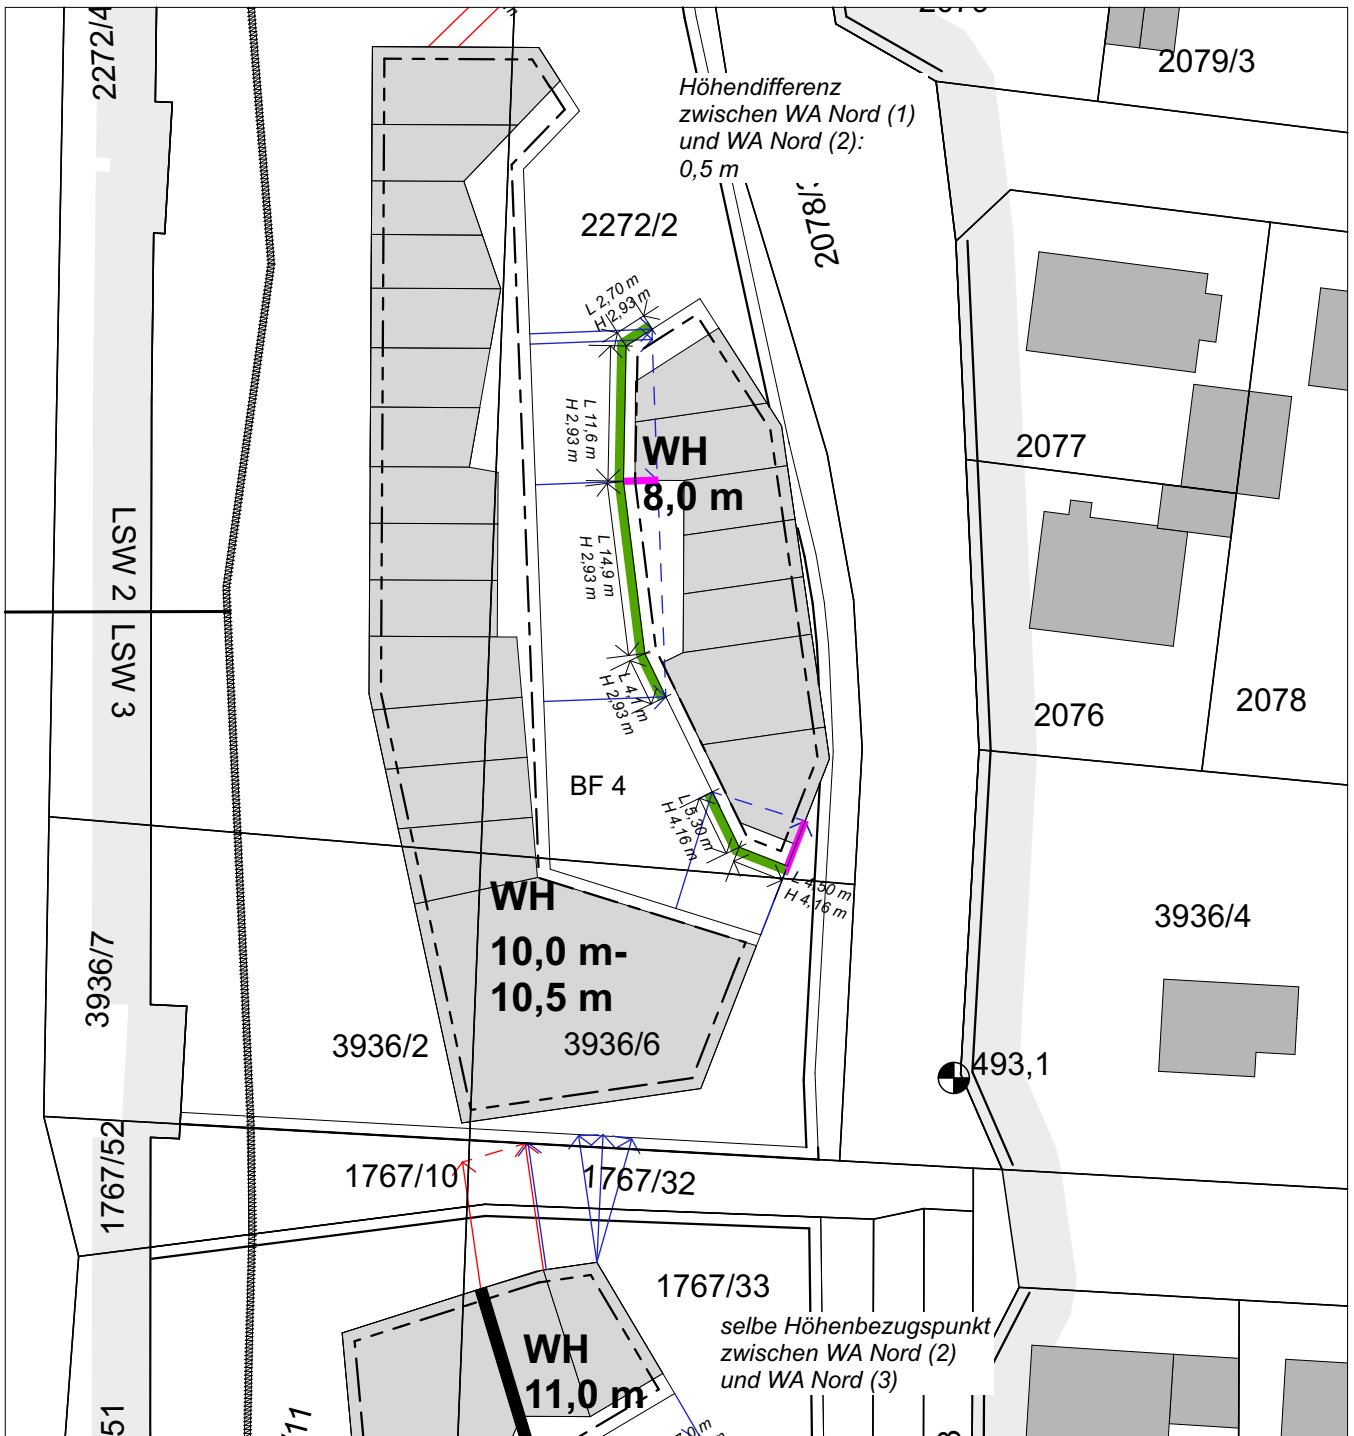 2272/4
2079/3
Höhendifferenz
zwischen WA Nord (1)
und WA Nord (2):
0,5 m
2272/2
L 2,70 m
H 2,93 m
L 11,6 m
H 2,93 m
WH
8,0 m
2077
LSW 2
LSW 3
L 14,9 m
H 2,93 m
L 4,1 m
H 2,93 m
2076
2078
BF 4
L 5,30 m
H 4,16 m
L 4,50 m
H 4,16 m
WH
10,0 m-
10,5 m
3936/4
3936/7
3936/2
3936/6
493,1
1767/52
1767/10
1767/32
1767/33
selbe Höhenbezugspunkt
zwischen WA Nord (2)
und WA Nord (3)
WH
11,0 m
51